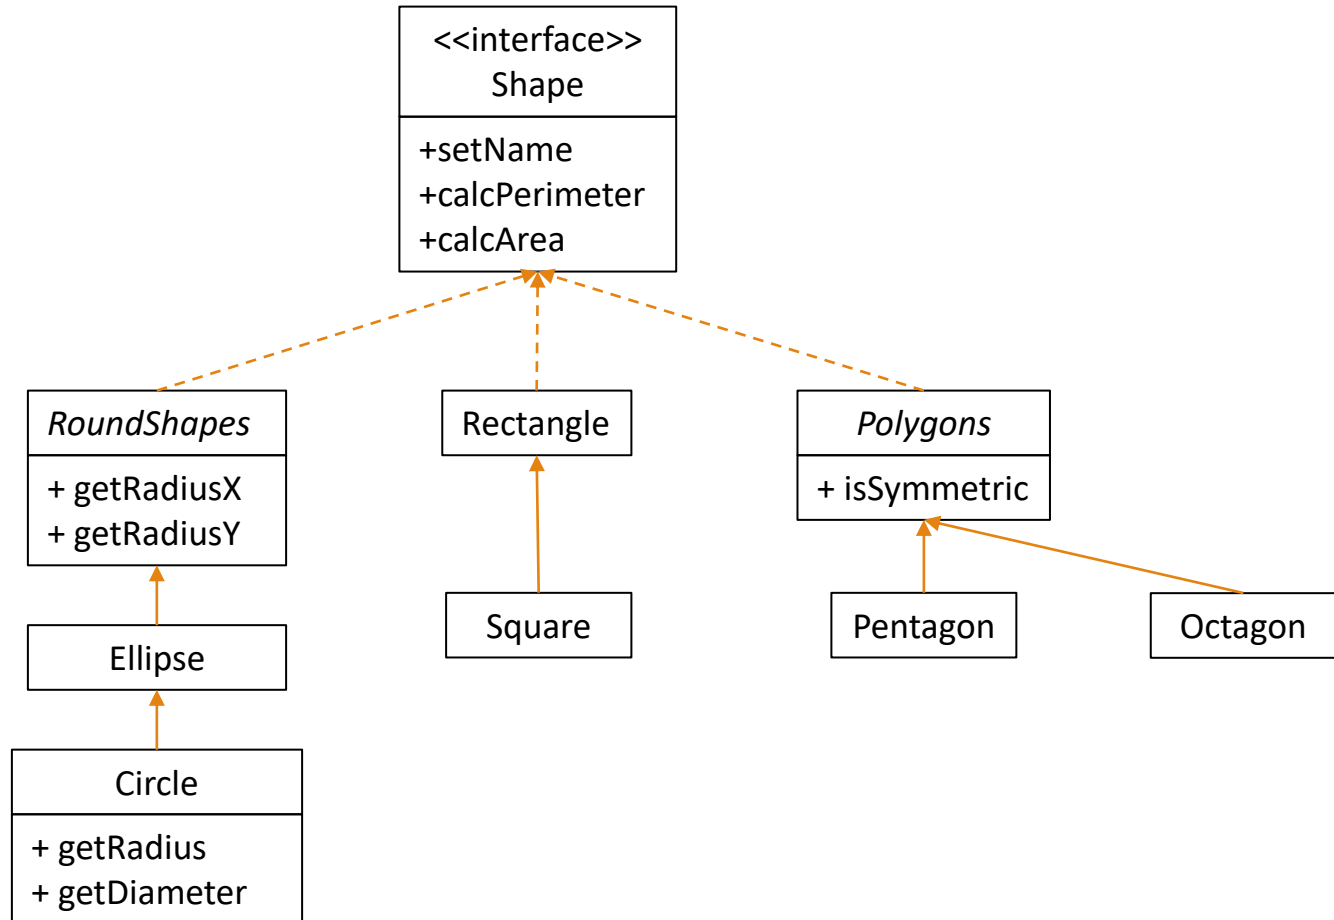 <<interface>>
Shape
+setName
+calcPerimeter
+calcArea
RoundShapes
+ getRadiusX
+ getRadiusY
Rectangle
Polygons
+ isSymmetric
Ellipse
Square
Pentagon
Octagon
Circle
+ getRadius
+ getDiameter